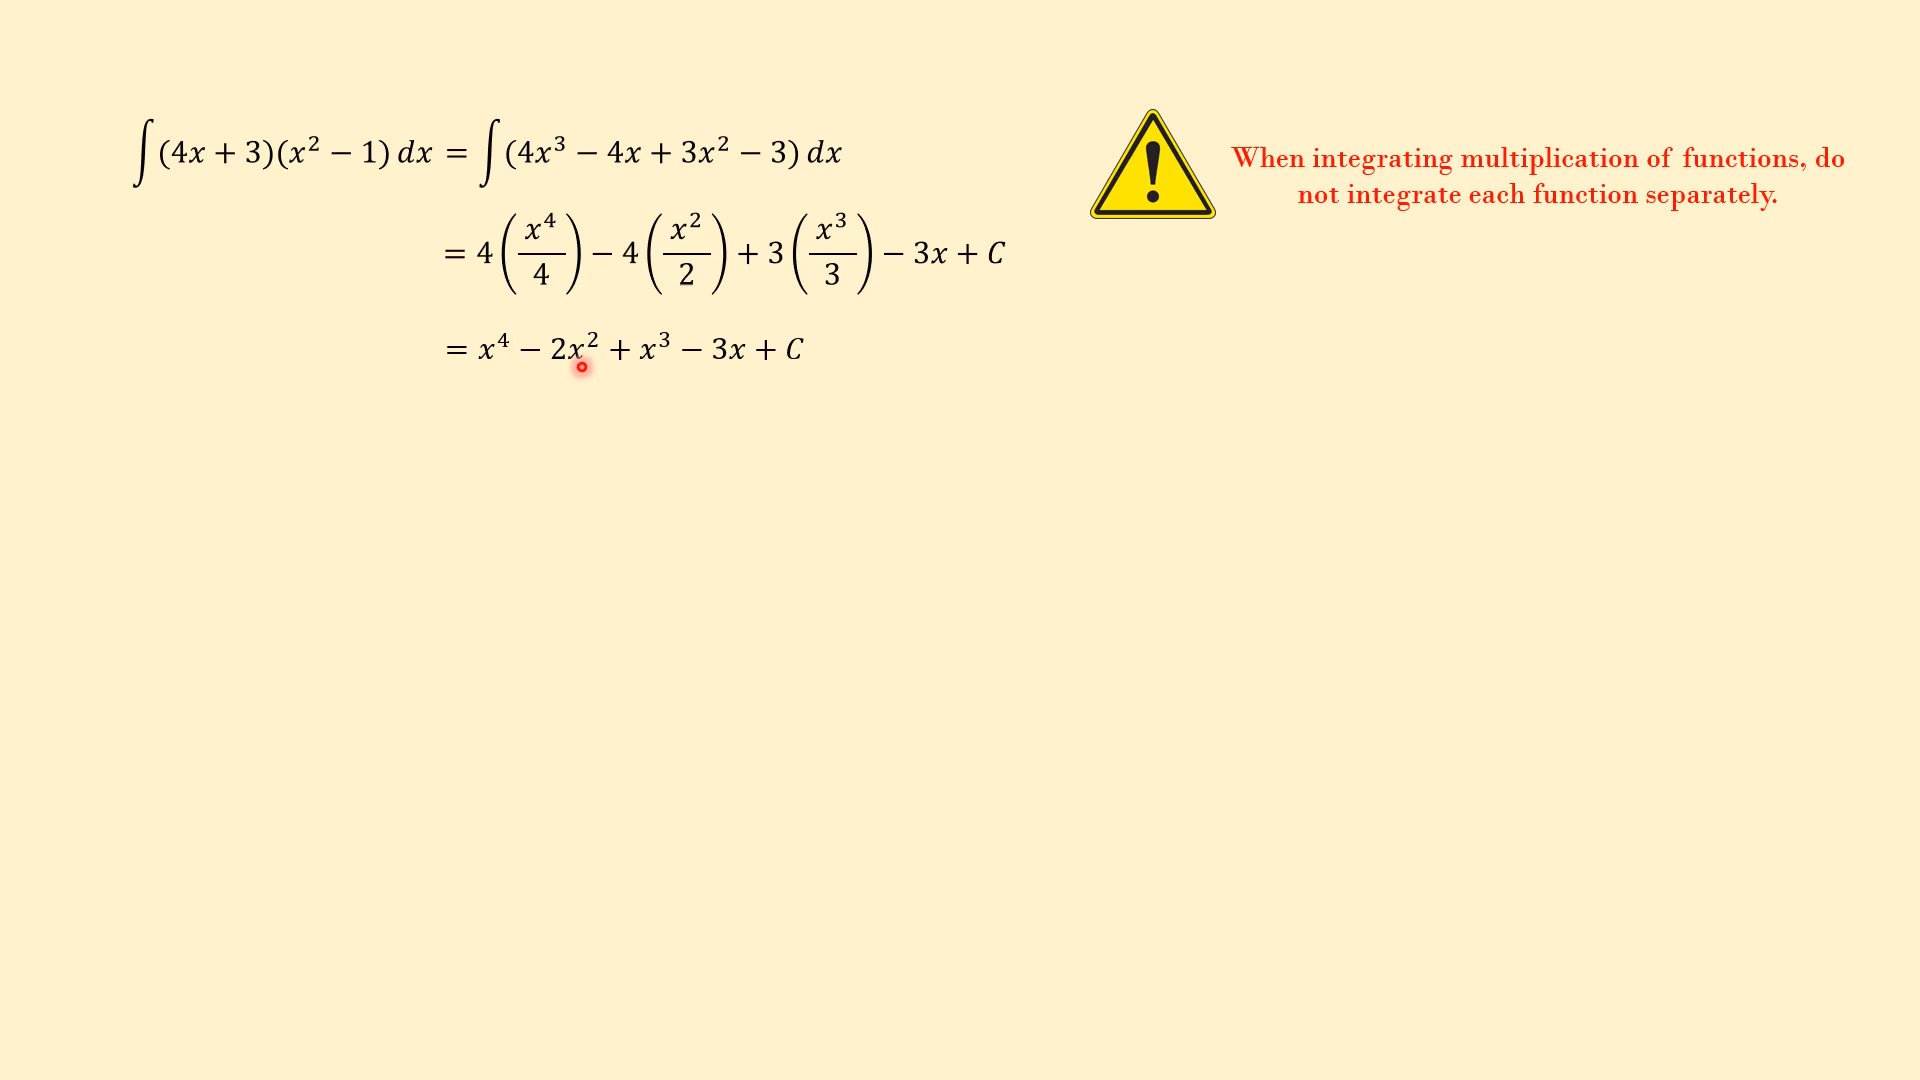 ∫(4x + 3)(x² − 1) dx = ∫(4x³ − 4x + 3x² − 3) dx
= 4(x⁴/4) − 4(x²/2) + 3(x³/3) − 3x + C
= x⁴ − 2x² + x³ − 3x + C
When integrating multiplication of functions, do
not integrate each function separately.